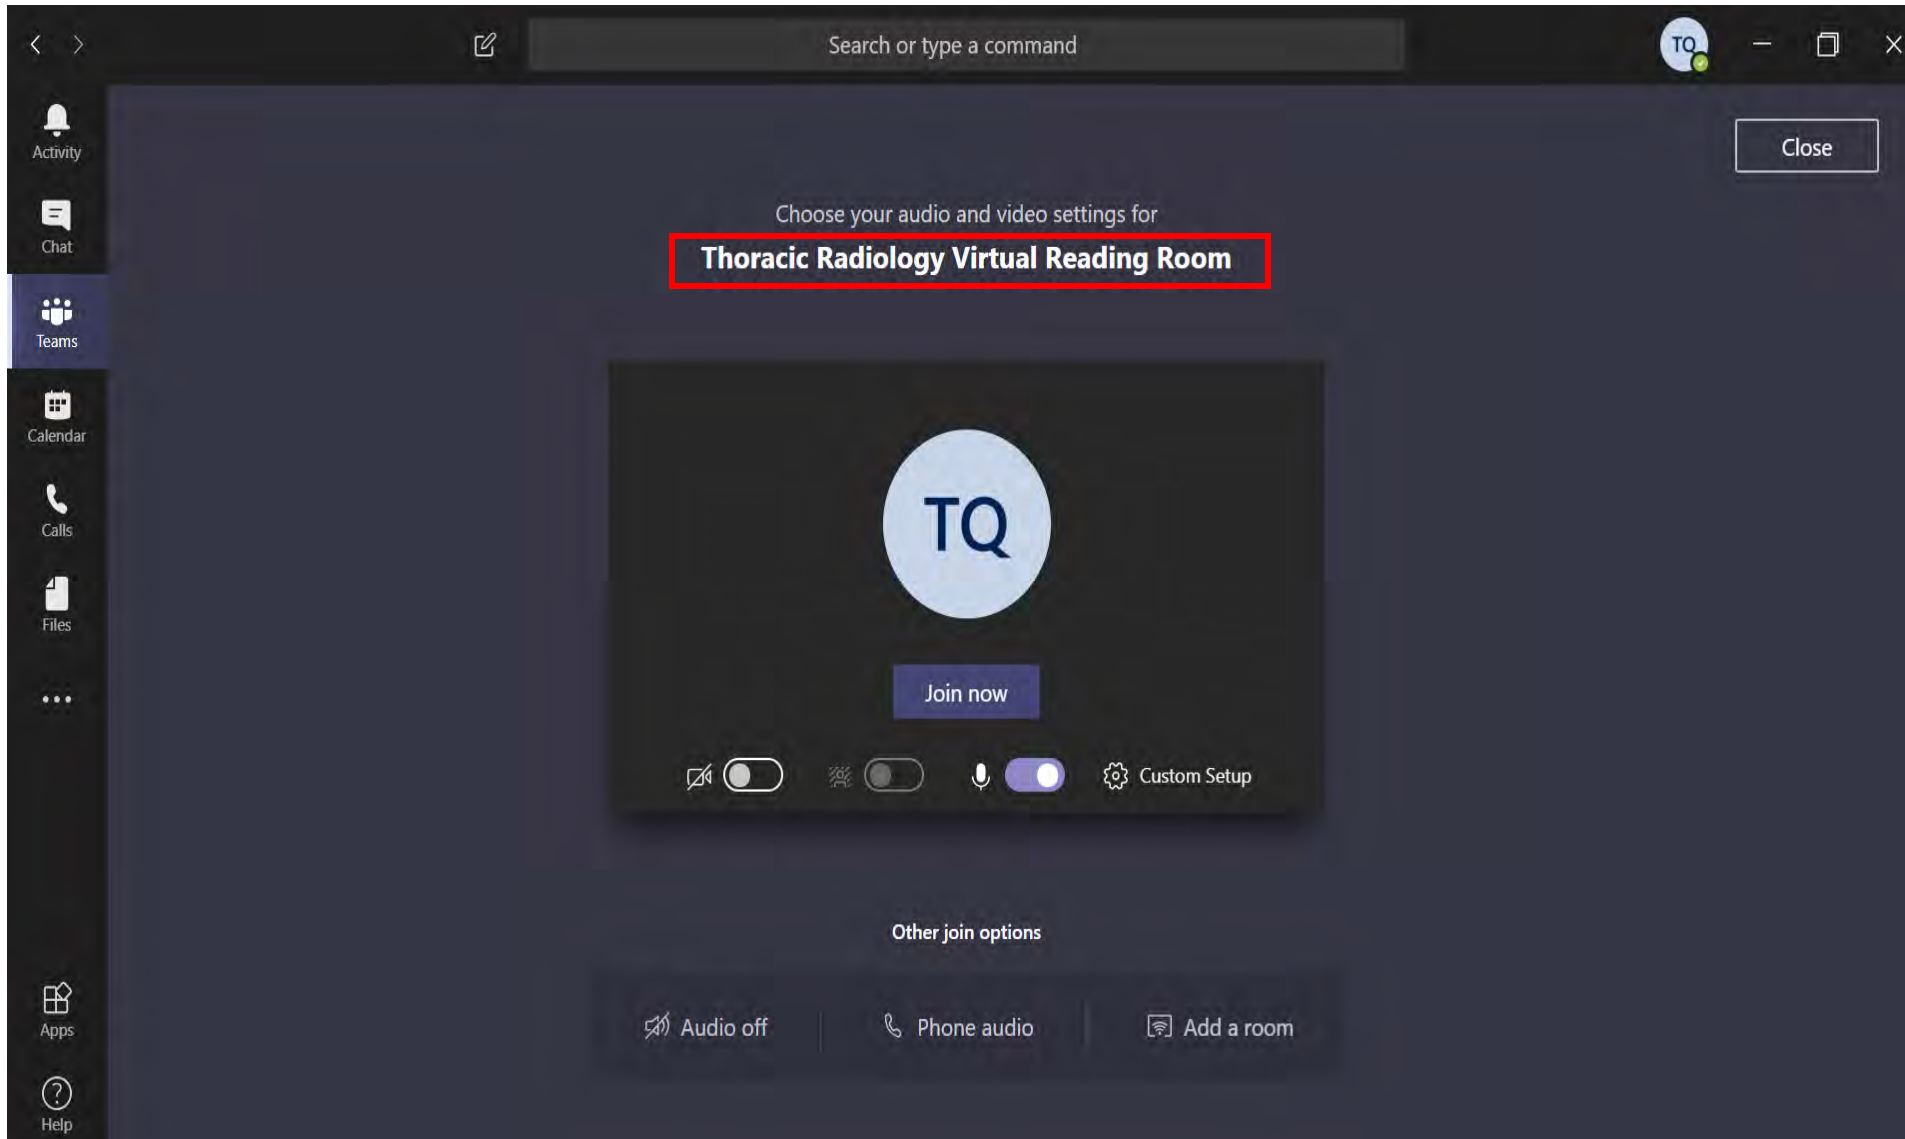 Search or type a command
TQ
Activity
Chat
Teams
Calendar
Calls
Files
Apps
Help
Close
Choose your audio and video settings for
Thoracic Radiology Virtual Reading Room
TQ
Join now
Custom Setup
Other join options
Audio off
Phone audio
Add a room